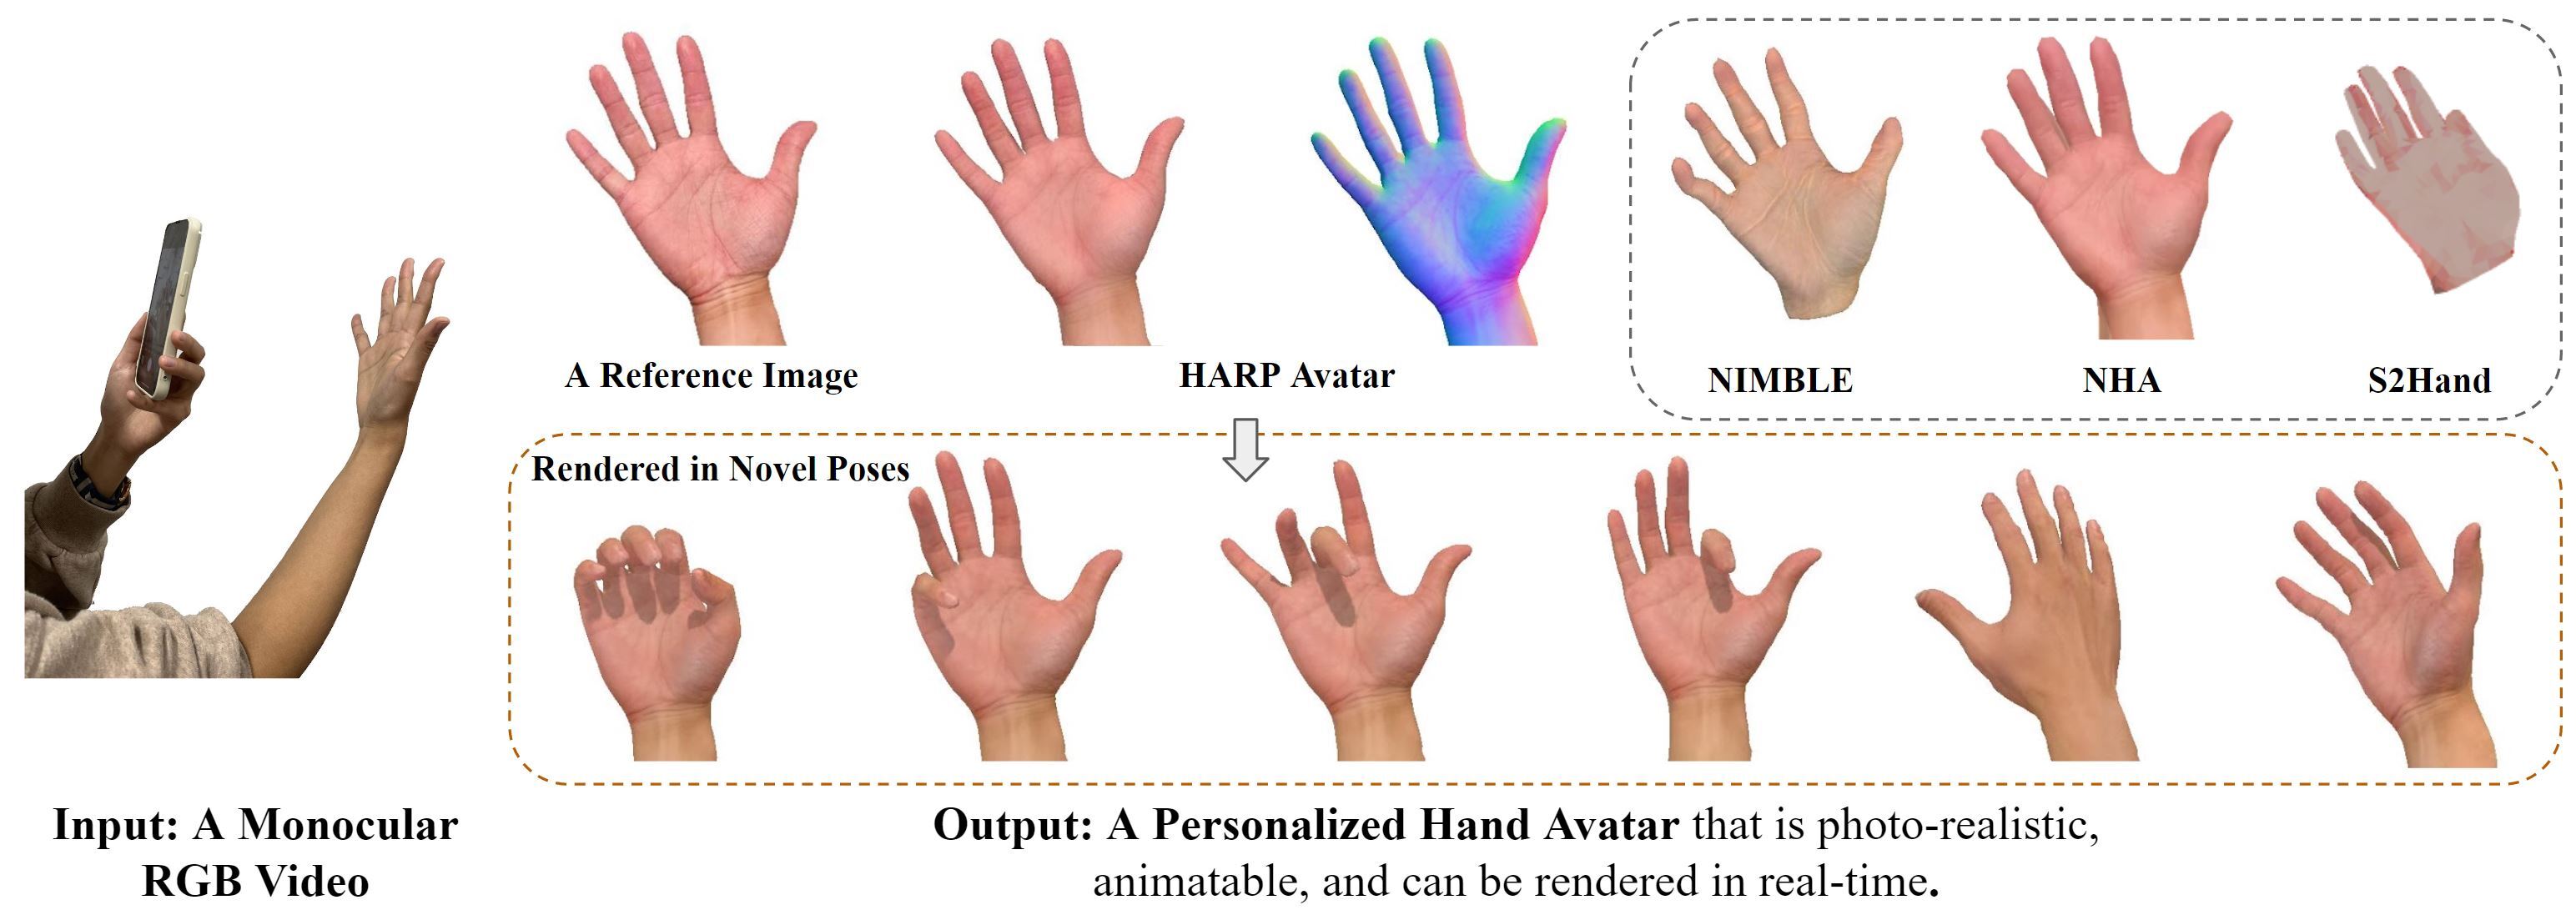 A Reference Image
HARP Avatar
NIMBLE
NHA
S2Hand
Rendered in Novel Poses
Input: A Monocular
RGB Video
Output: A Personalized Hand Avatar that is photo-realistic,
animatable, and can be rendered in real-time.